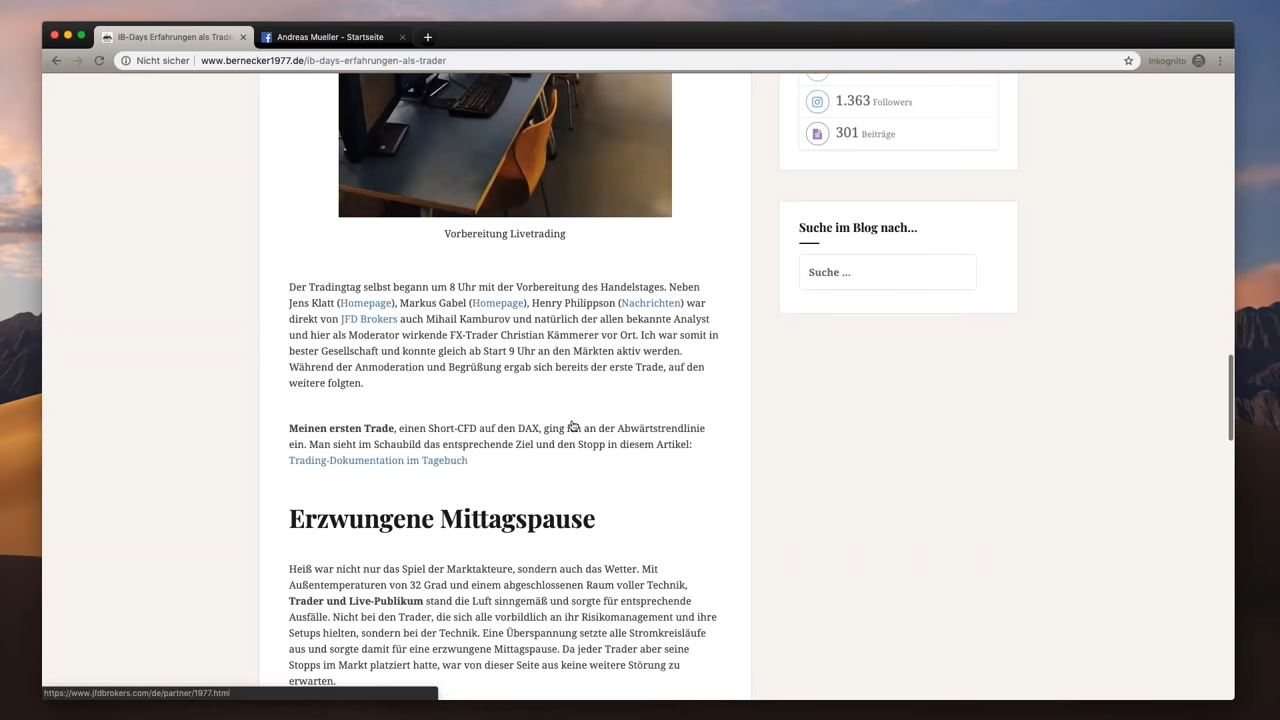 IB-Days Erfahrungen als Trade
Andreas Mueller - Startseite
Nicht sicher
www.bernecker1977.de/ib-days-erfahrungen-als-trader
Inkognito
Vorbereitung Livetrading
Der Tradingtag selbst begann um 8 Uhr mit der Vorbereitung des Handelstages. Neben
Jens Klatt (Homepage), Markus Gabel (Homepage), Henry Philippson (Nachrichten) war
direkt von JFD Brokers auch Mihail Kamburov und natürlich der allen bekannte Analyst
und hier als Moderator wirkende FX-Trader Christian Kämmerer vor Ort. Ich war somit in
bester Gesellschaft und konnte gleich ab Start 9 Uhr an den Märkten aktiv werden.
Während der Anmoderation und Begrüßung ergab sich bereits der erste Trade, auf den
weitere folgten.
Meinen ersten Trade, einen Short-CFD auf den DAX, ging an der Abwärtstrendlinie
ein. Man sieht im Schaubild das entsprechende Ziel und den Stopp in diesem Artikel:
Trading-Dokumentation im Tagebuch
Erzwungene Mittagspause
Heiß war nicht nur das Spiel der Marktakteure, sondern auch das Wetter. Mit
Außentemperaturen von 32 Grad und einem abgeschlossenen Raum voller Technik,
Trader und Live-Publikum stand die Luft sinngemäß und sorgte für entsprechende
Ausfälle. Nicht bei den Trader, die sich alle vorbildlich an ihr Risikomanagement und ihre
Setups hielten, sondern bei der Technik. Eine Überspannung setzte alle Stromkreisläufe
aus und sorgte damit für eine erzwungene Mittagspause. Da jeder Trader aber seine
Stopps im Markt platziert hatte, war von dieser Seite aus keine weitere Störung zu
erwarten.
1.363 Followers
301 Beiträge
Suche im Blog nach...
Suche ...
https://www.jfdbrokers.com/de/partner/1977.html